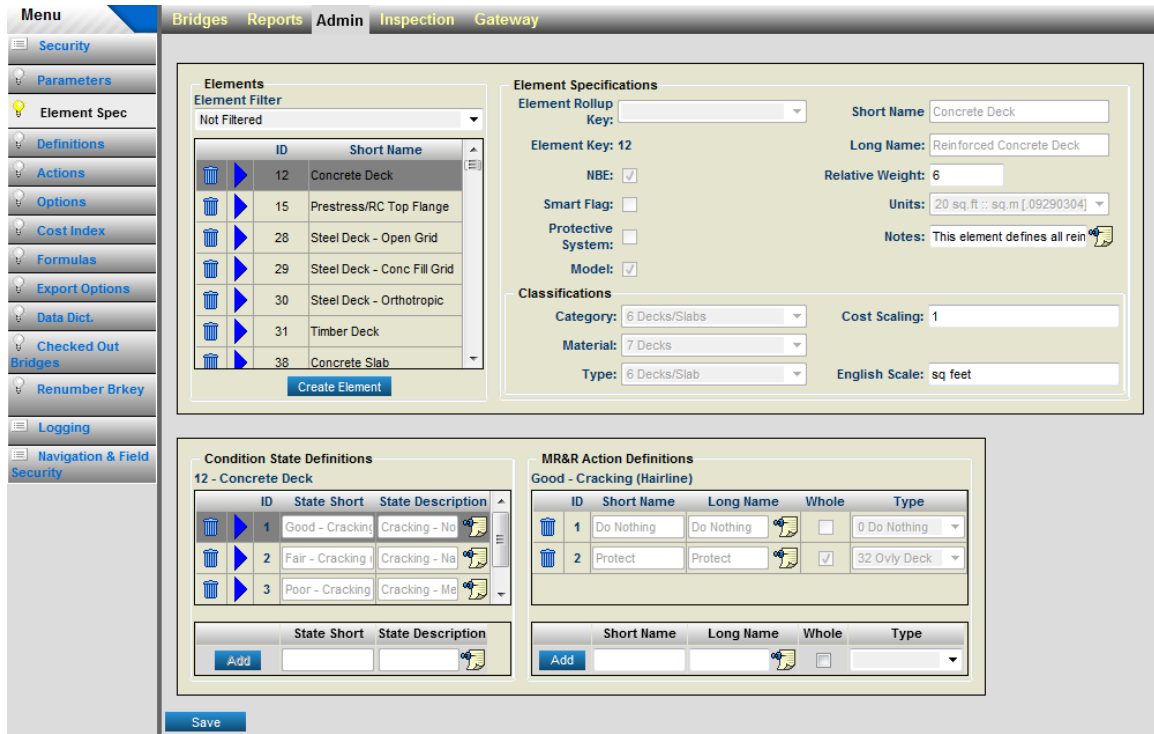 Menu
Bridges Reports Admin Inspection Gateway
Security
Parameters
Element Spec
Definitions
Actions
Options
Cost Index
Formulas
Export Options
Data Dict.
Checked Out
Bridges
Renumber Brkey
Logging
Navigation & Field
Security
Elements
Element Filter
Not Filtered
ID Short Name
12 Concrete Deck
15 Prestress/RC Top Flange
28 Steel Deck - Open Grid
29 Steel Deck - Conc Fill Grid
30 Steel Deck - Orthotropic
31 Timber Deck
38 Concrete Slab
Create Element
Element Specifications
Element Rollup
Key:
Short Name Concrete Deck
Element Key: 12
Long Name: Reinforced Concrete Deck
NBE:
Relative Weight: 6
Smart Flag:
Units: 20 sq.ft :: sq.m [.09290304]
Protective
System:
Notes: This element defines all rein
Model:
Classifications
Category: 6 Decks/Slabs
Cost Scaling: 1
Material: 7 Decks
Type: 6 Decks/Slab
English Scale: sq feet
Condition State Definitions
12 - Concrete Deck
ID State Short State Description
1 Good - Cracking Cracking - No
2 Fair - Cracking ( Cracking - Na
3 Poor - Cracking Cracking - Me
State Short State Description
Add
MR&R Action Definitions
Good - Cracking (Hairline)
ID Short Name Long Name Whole Type
1 Do Nothing Do Nothing 0 Do Nothing
2 Protect Protect 32 Ovly Deck
Short Name Long Name Whole Type
Add
Save